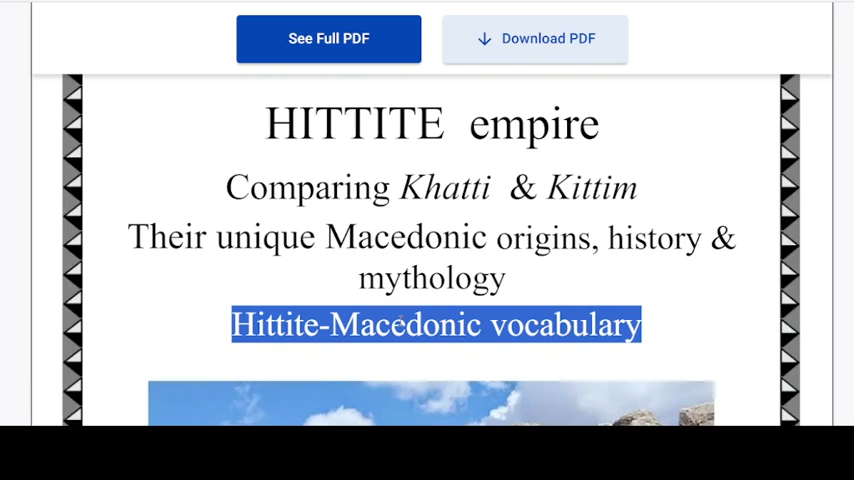 See Full PDF
Download PDF
HITTITE empire
Comparing Khatti & Kittim
Their unique Macedonic origins, history &
mythology
Hittite-Macedonic vocabulary